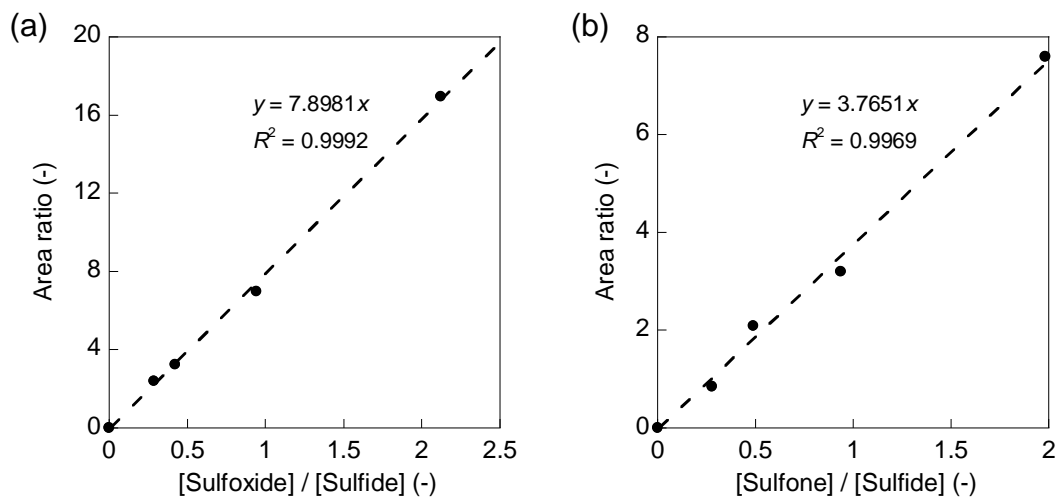 (a)
20
16
12
8
4
0
Area ratio (-)
y = 7.8981x
R² = 0.9992
0 0.5 1 1.5 2 2.5
[Sulfoxide] / [Sulfide] (-)
(b)
8
6
4
2
0
Area ratio (-)
y = 3.7651x
R² = 0.9969
0 0.5 1 1.5 2
[Sulfone] / [Sulfide] (-)